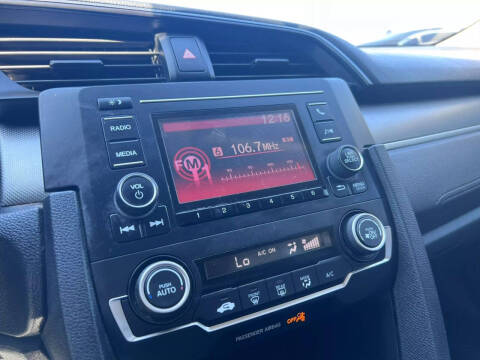 12:16
RADIO
MEDIA
6 106.7MHz
M
VOL
1 2 3 4 5 6
MENU
PUSH AUTO
Lo A/C ON
A/C
PASSENGER AIRBAG
OFF